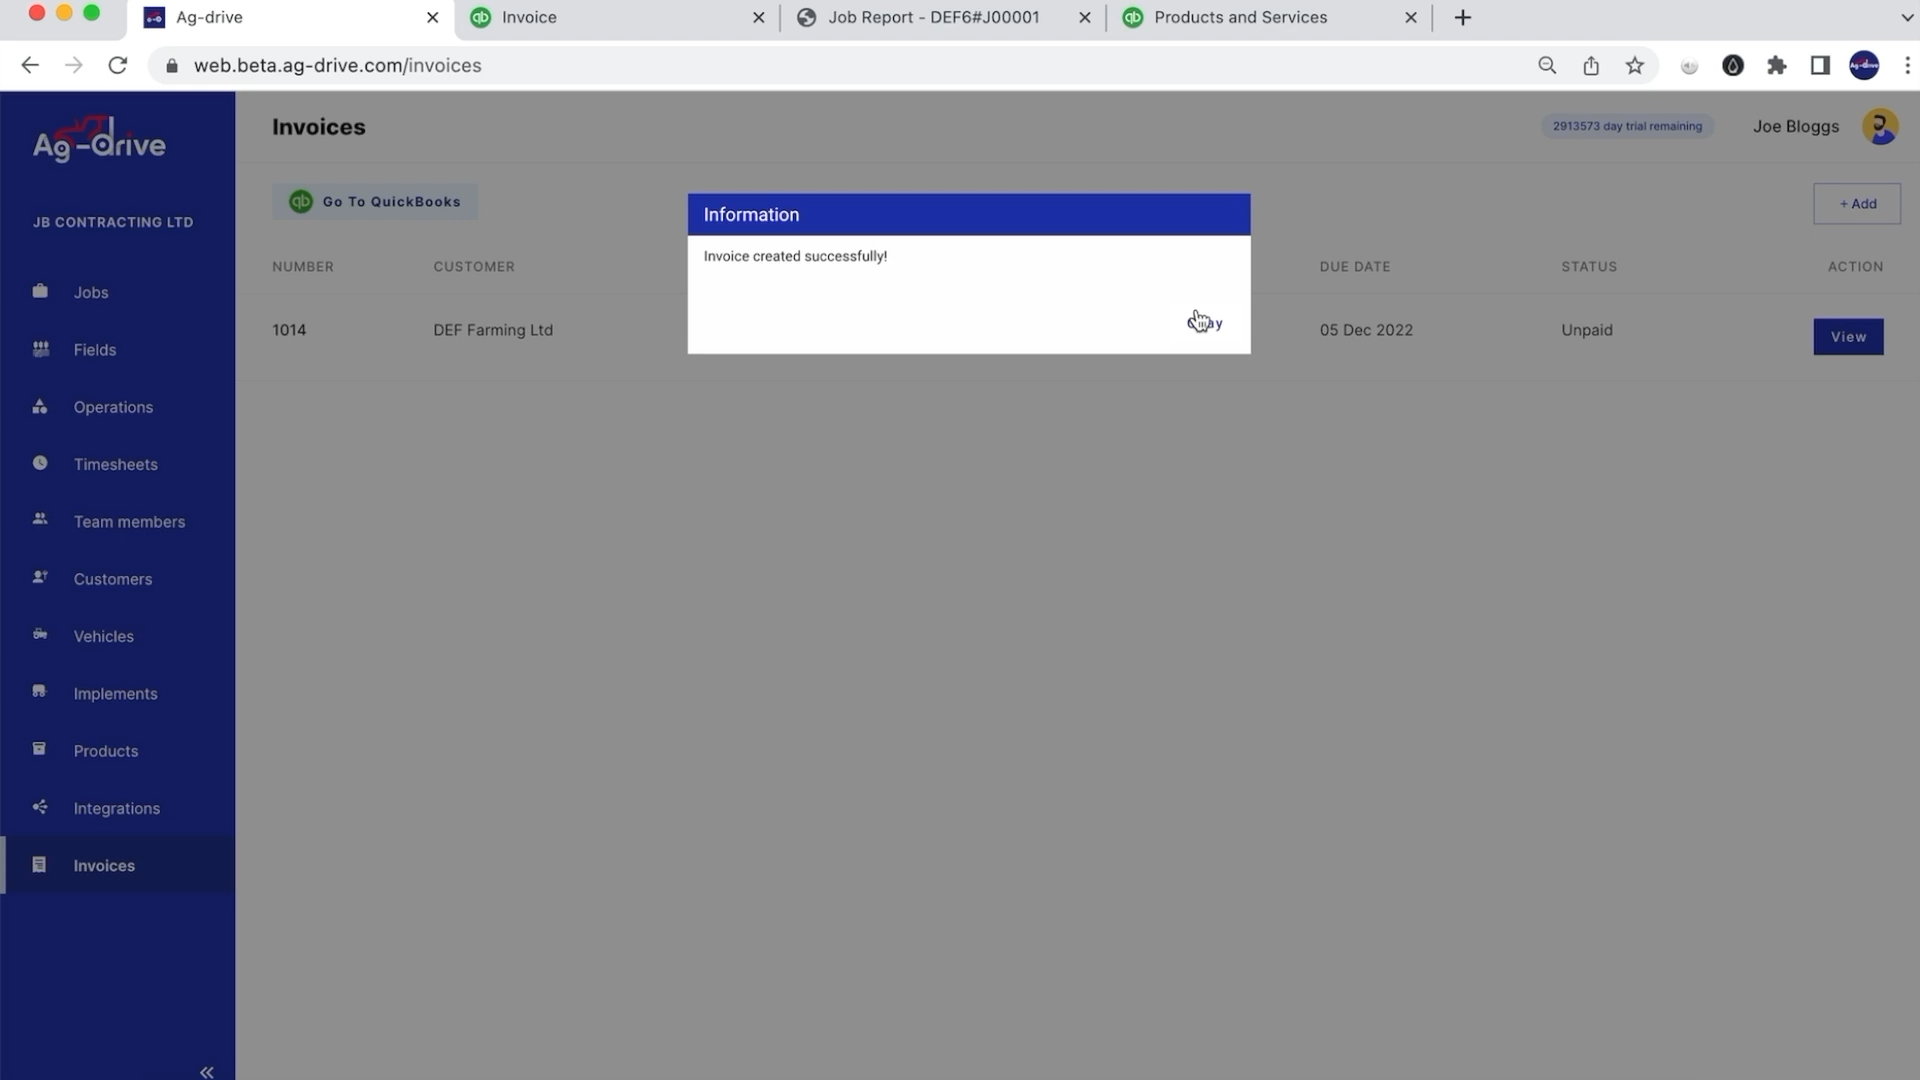 Ag-drive
Invoice
Job Report - DEF6#J00001
Products and Services
web.beta.ag-drive.com/invoices
Ag-drive
Ag-drive
Invoices
2913573 day trial remaining
Joe Bloggs
JB CONTRACTING LTD
qb Go To QuickBooks
+ Add
Information
Invoice created successfully!
NUMBER CUSTOMER DUE DATE STATUS ACTION
1014 DEF Farming Ltd 05 Dec 2022 Unpaid View
Jobs
Fields
Operations
Timesheets
Team members
Customers
Vehicles
Implements
Products
Integrations
Invoices